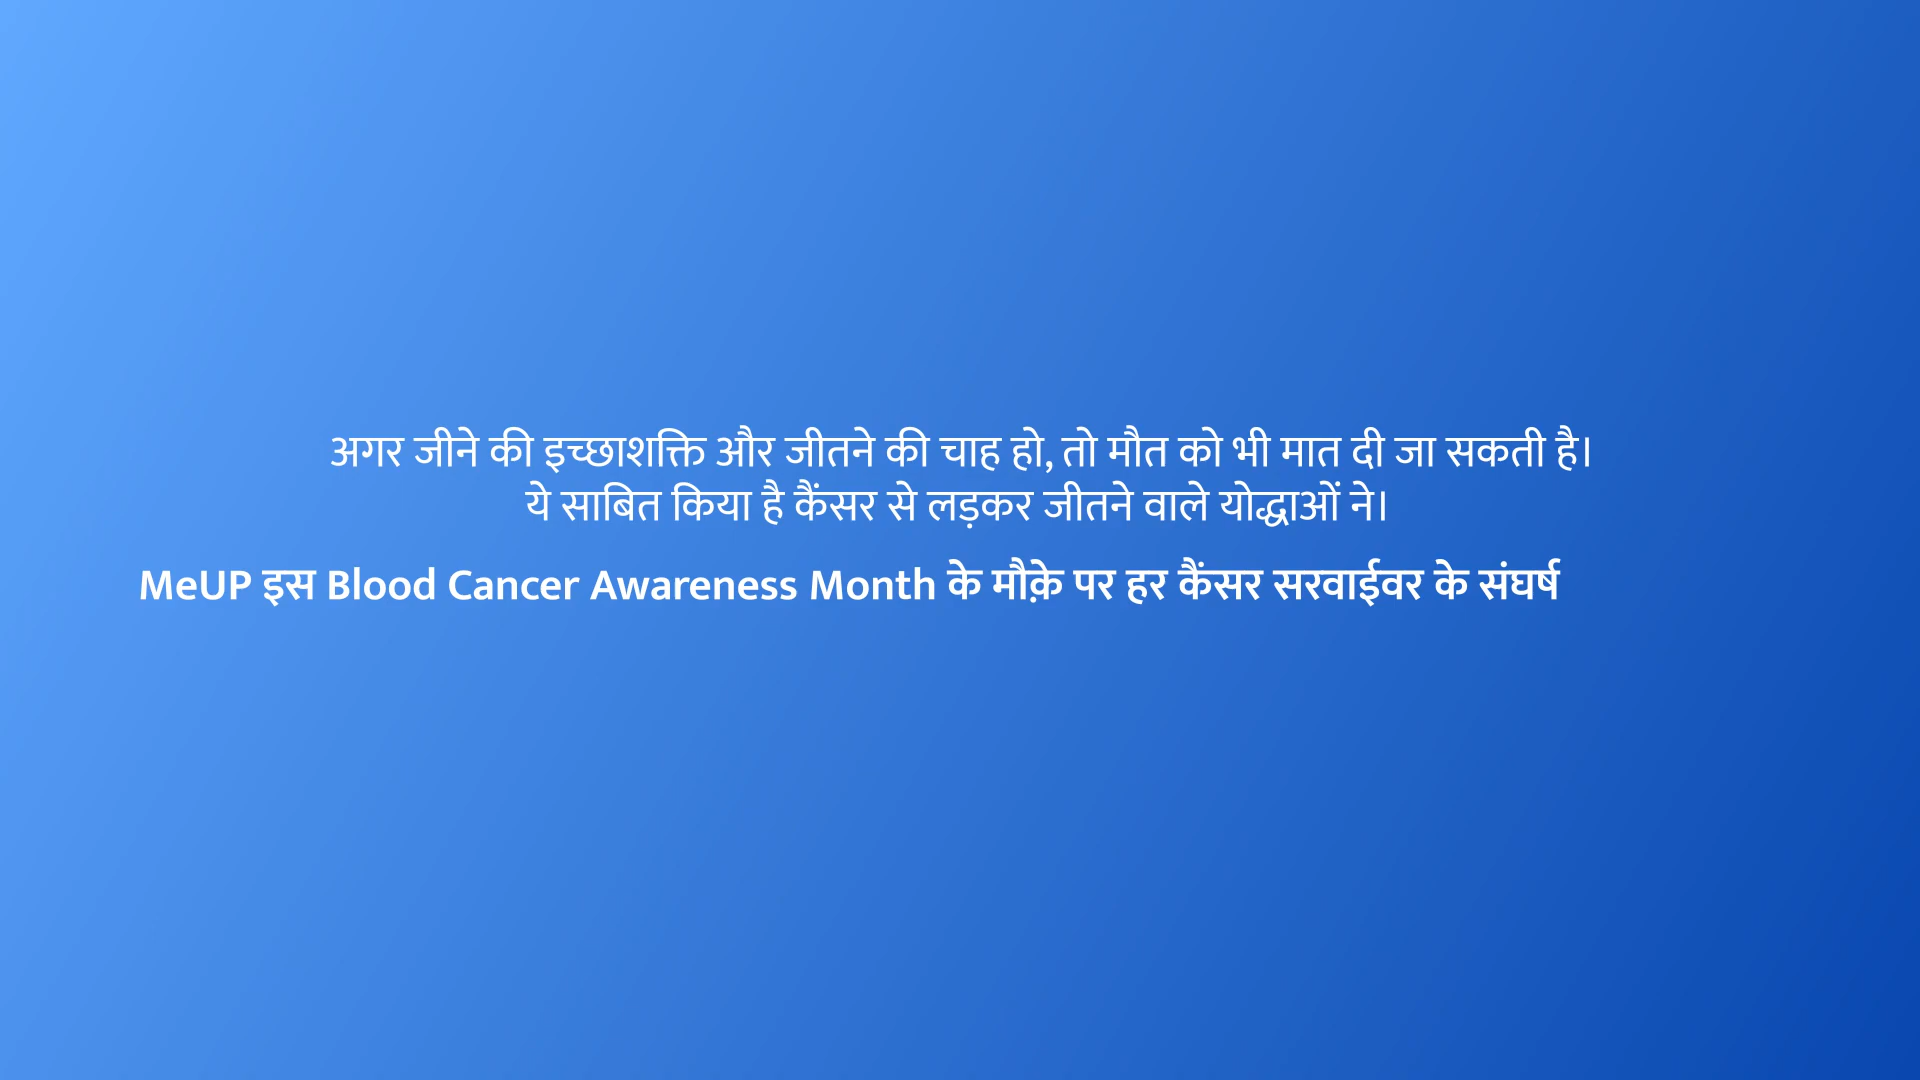 अगर जीने की इच्छाशक्ति और जीतने की चाह हो, तो मौत को भी मात दी जा सकती है।
ये साबित किया है कैंसर से लड़कर जीतने वाले योद्धाओं ने।
MeUP इस Blood Cancer Awareness Month के मौक़े पर हर कैंसर सरवाईवर के संघर्ष